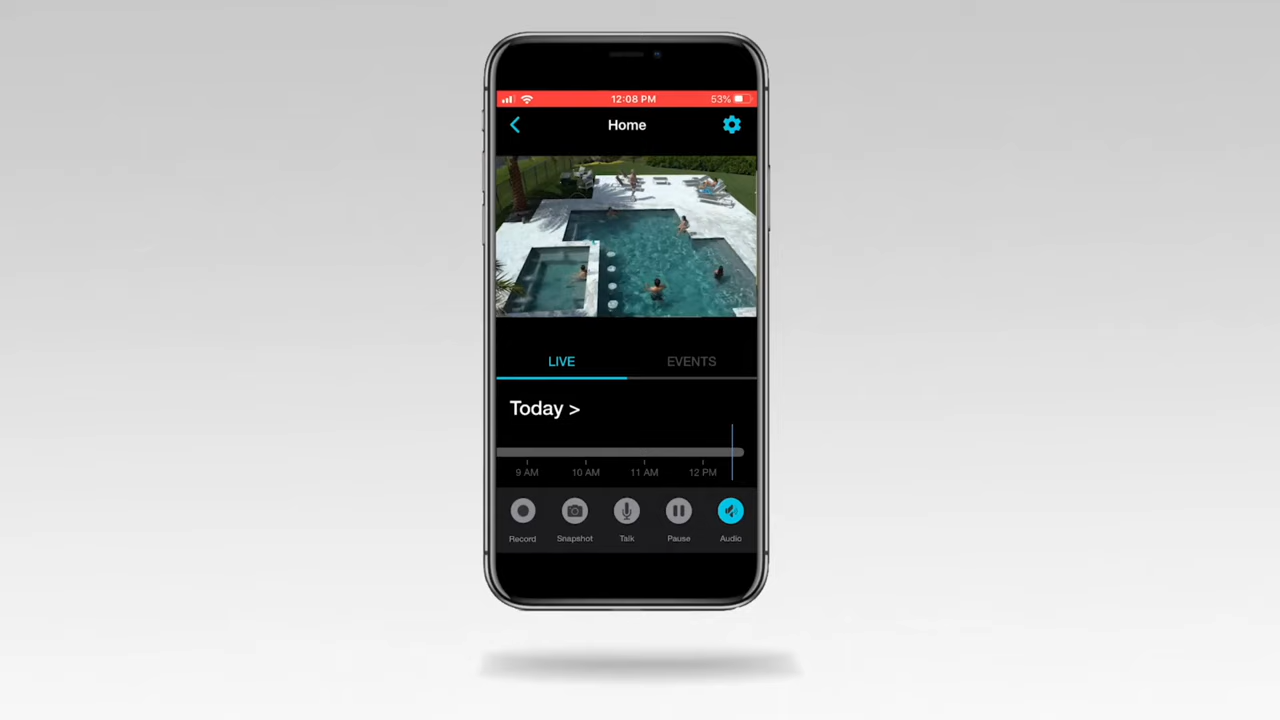 12:08 PM 53%
Home
LIVE EVENTS
Today >
9 AM 10 AM 11 AM 12 PM
Record Snapshot Talk Pause Audio